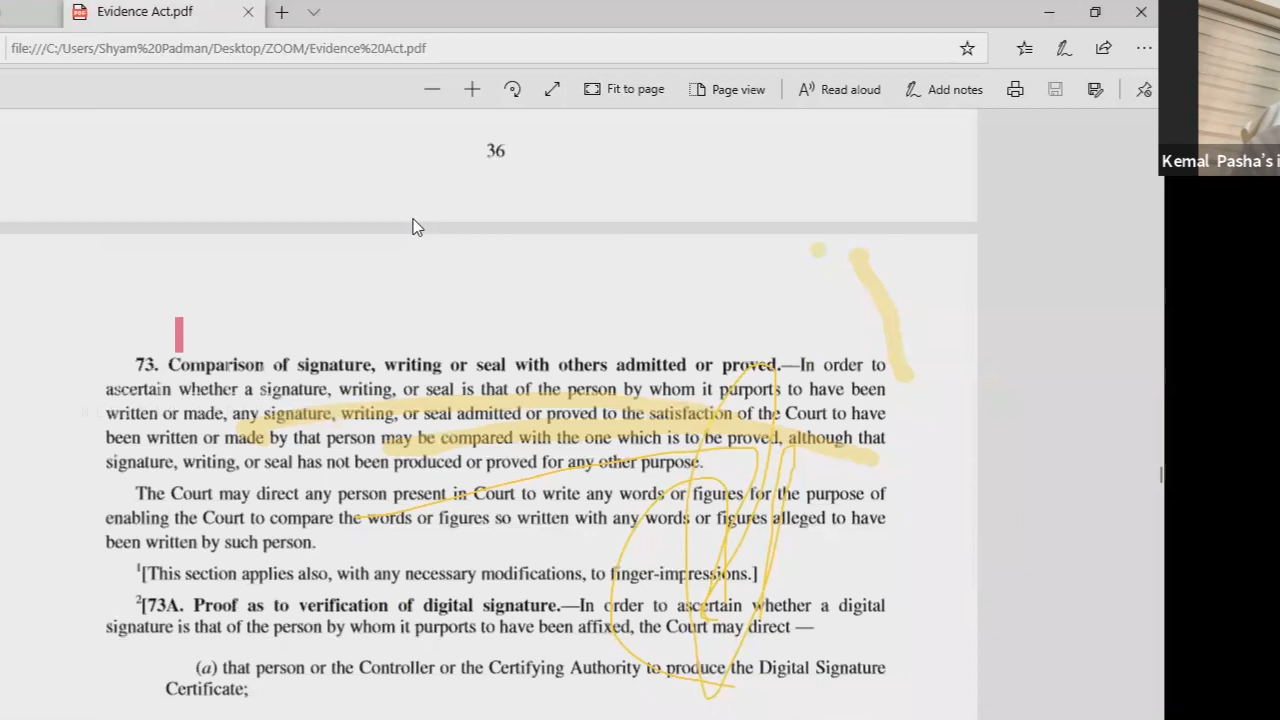 Evidence Act.pdf
file:///C:/Users/Shyam%20Padman/Desktop/ZOOM/Evidence%20Act.pdf
Fit to page
Page view
Read aloud
Add notes
Kemal Pasha's i
36
73. Comparison of signature, writing or seal with others admitted or proved.—In order to
ascertain whether a signature, writing, or seal is that of the person by whom it purports to have been
written or made, any signature, writing, or seal admitted or proved to the satisfaction of the Court to have
been written or made by that person may be compared with the one which is to be proved, although that
signature, writing, or seal has not been produced or proved for any other purpose.
The Court may direct any person present in Court to write any words or figures for the purpose of
enabling the Court to compare the words or figures so written with any words or figures alleged to have
been written by such person.
1[This section applies also, with any necessary modifications, to finger-impressions.]
2[73A. Proof as to verification of digital signature.—In order to ascertain whether a digital
signature is that of the person by whom it purports to have been affixed, the Court may direct —
(a) that person or the Controller or the Certifying Authority to produce the Digital Signature
Certificate;